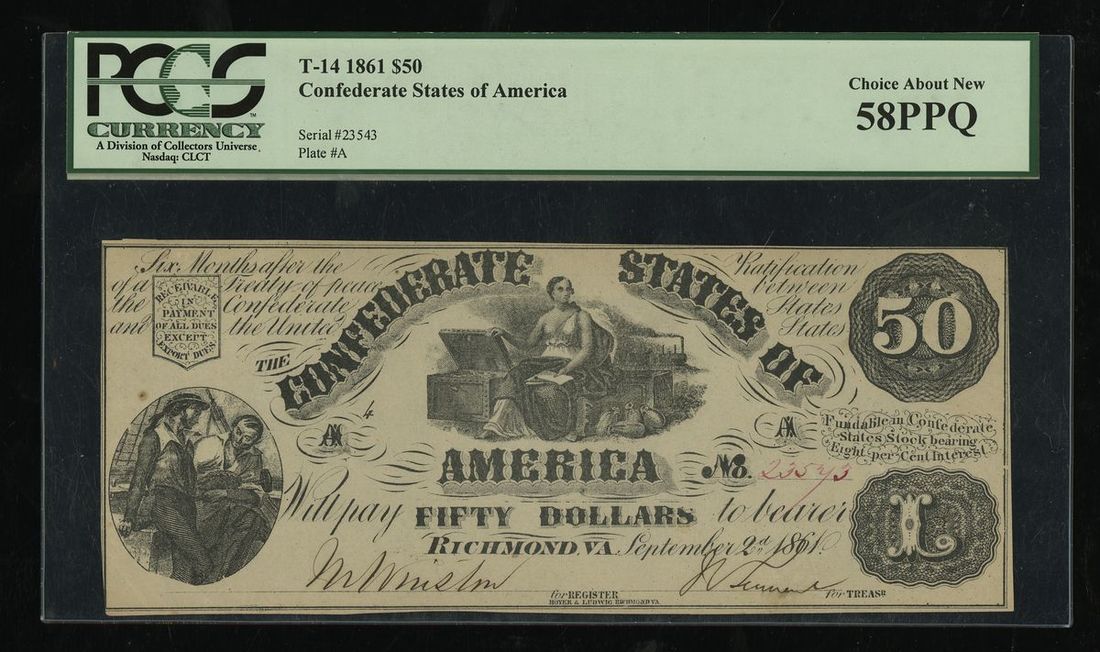 PCGS
CURRENCY
A Division of Collectors Universe.
Nasdaq: CLCT
T-14 1861 $50
Confederate States of America
Serial #23543
Plate #A
Choice About New
58PPQ
Six Months after the Ratification
of a Treaty of peace between
the Confederate States
and the United States
RECEIVABLE
IN
PAYMENT
OF ALL DUES
EXCEPT
EXPORT DUES
THE CONFEDERATE STATES OF
AMERICA
50
4
A
A
Fundable in Confederate
States Stock bearing
Eight per Cent Interest
No. 23543
Will pay FIFTY DOLLARS to bearer
L
RICHMOND, VA. September 2d 1861.
for REGISTER
for TREASR
HOYER & LUDWIG RICHMOND VA